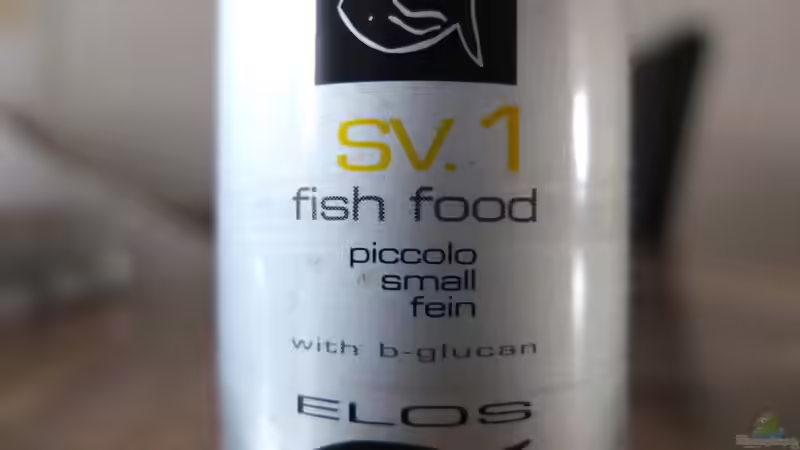 SV.1
fish food
piccolo
small
fein
with b-glucan
ELOS